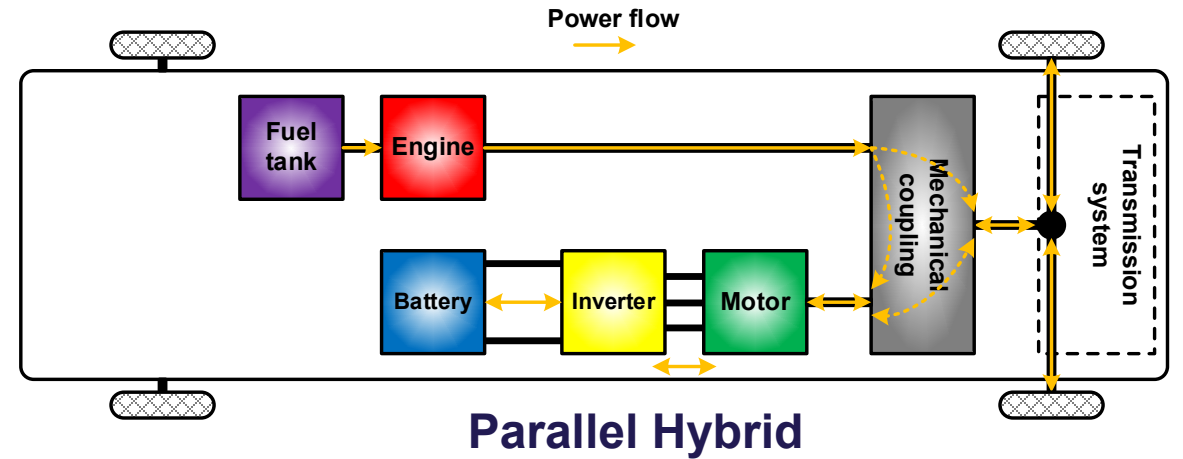 Power flow
Fuel
tank
Engine
Mechanical
coupling
Transmission
system
Battery
Inverter
Motor
Parallel Hybrid